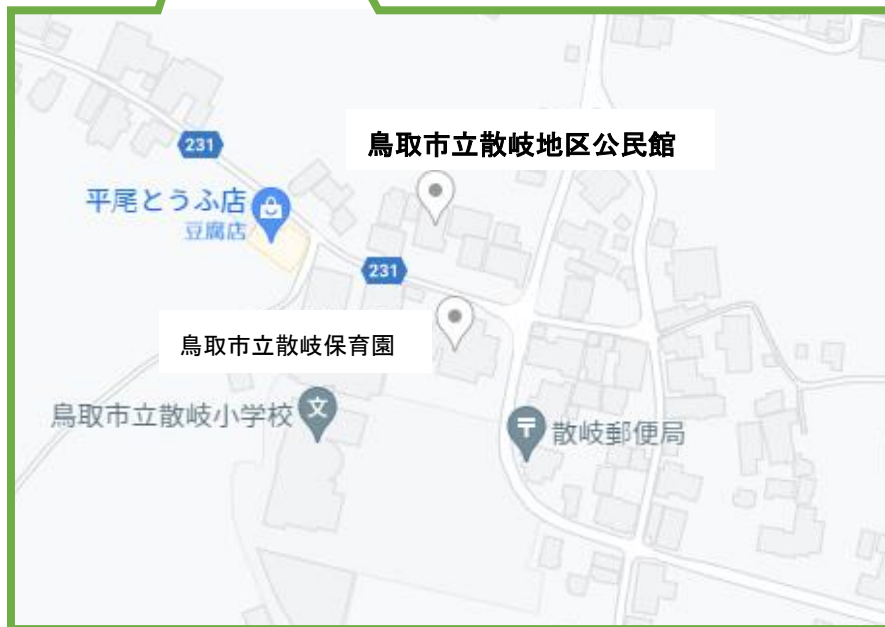 231
鳥取市立散岐地区公民館
平尾とうふ店
豆腐店
231
鳥取市立散岐保育園
鳥取市立散岐小学校
文
〒
散岐郵便局